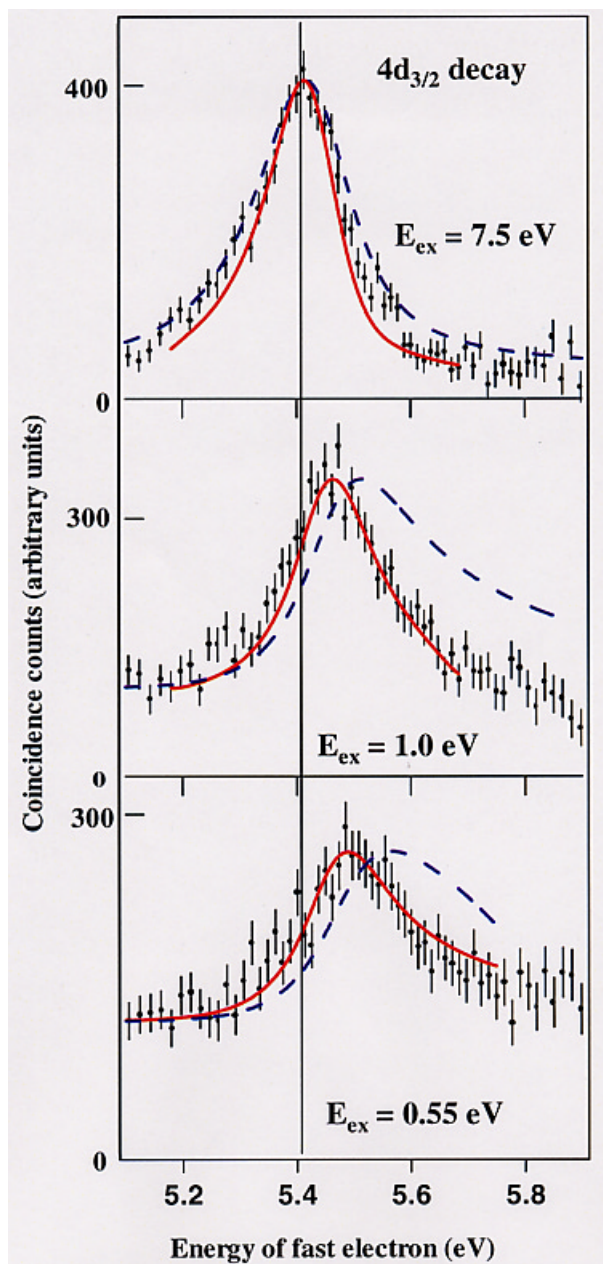 4d3/2 decay
400
Eex = 7.5 eV
0
300
Eex = 1.0 eV
0
300
Eex = 0.55 eV
0
5.2 5.4 5.6 5.8
Energy of fast electron (eV)
Coincidence counts (arbitrary units)